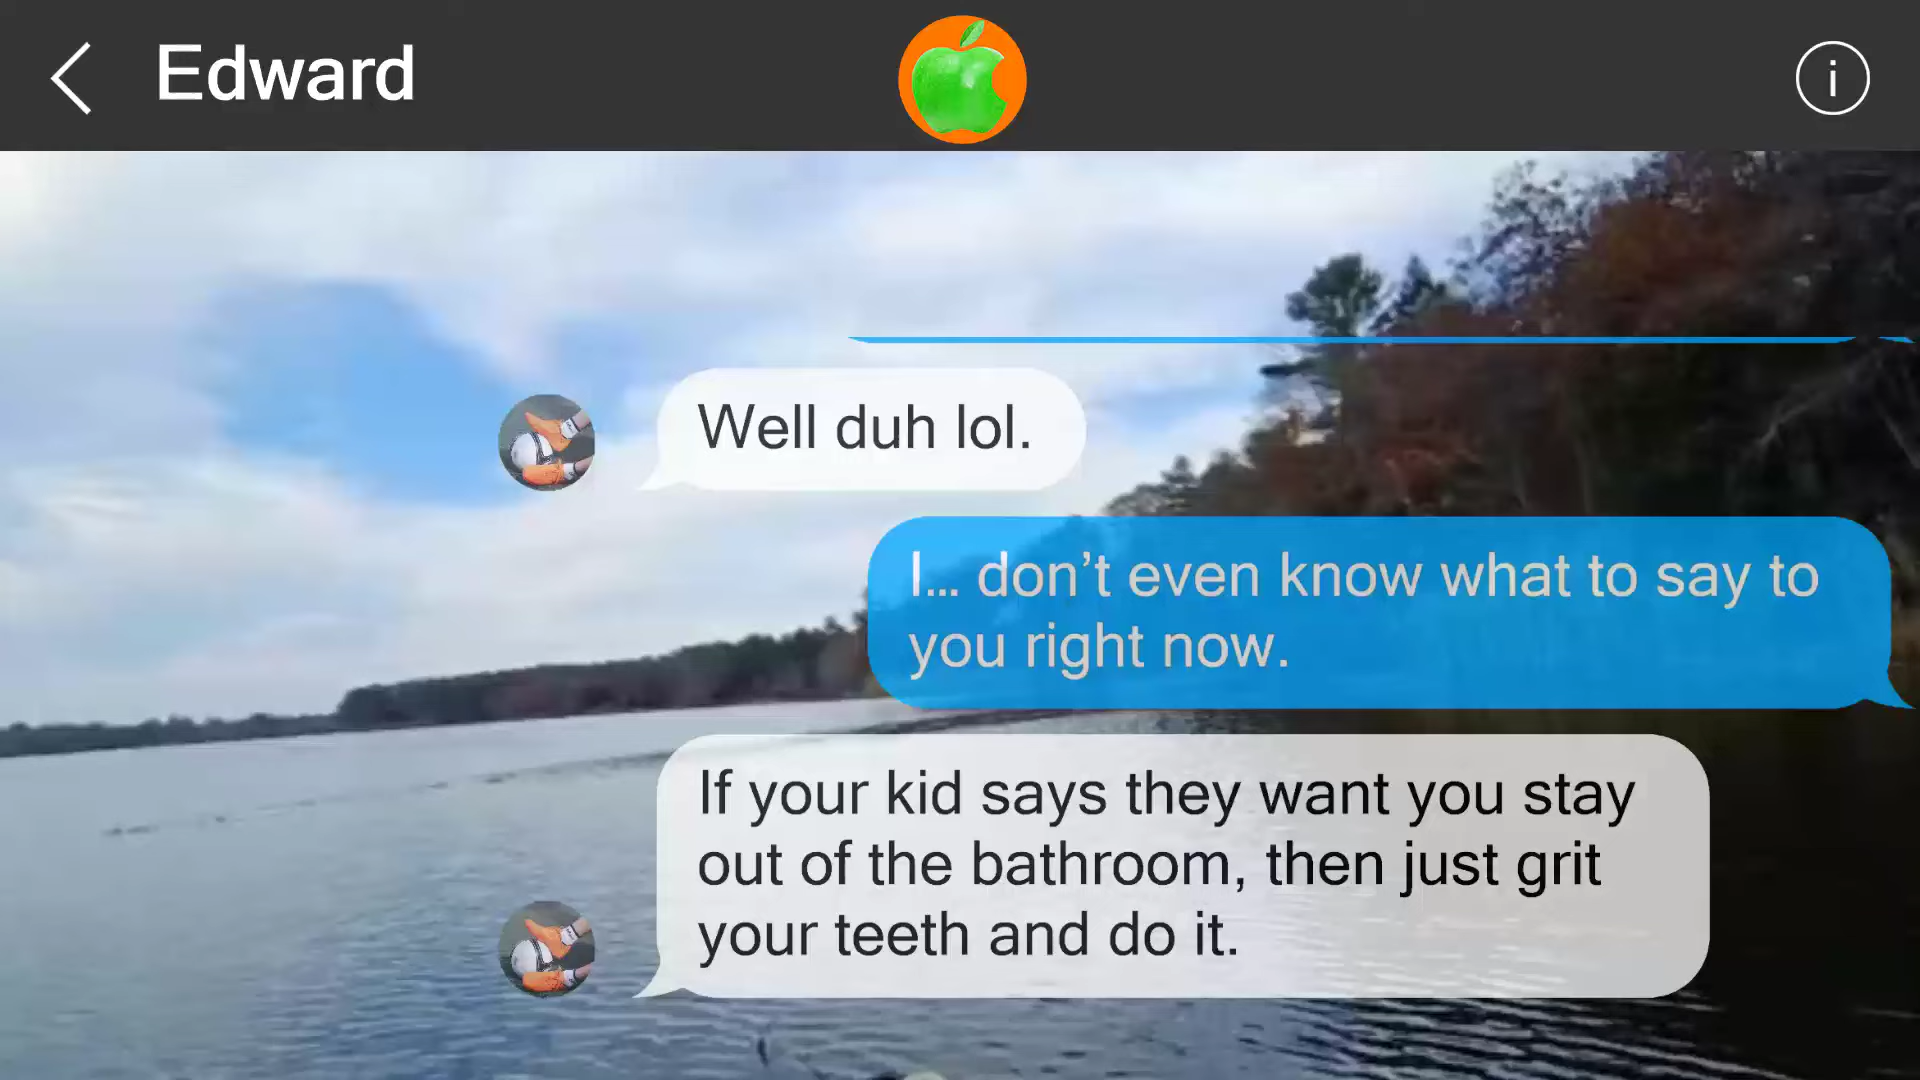 Edward
i
Well duh lol.
I... don’t even know what to say to
you right now.
If your kid says they want you stay
out of the bathroom, then just grit
your teeth and do it.